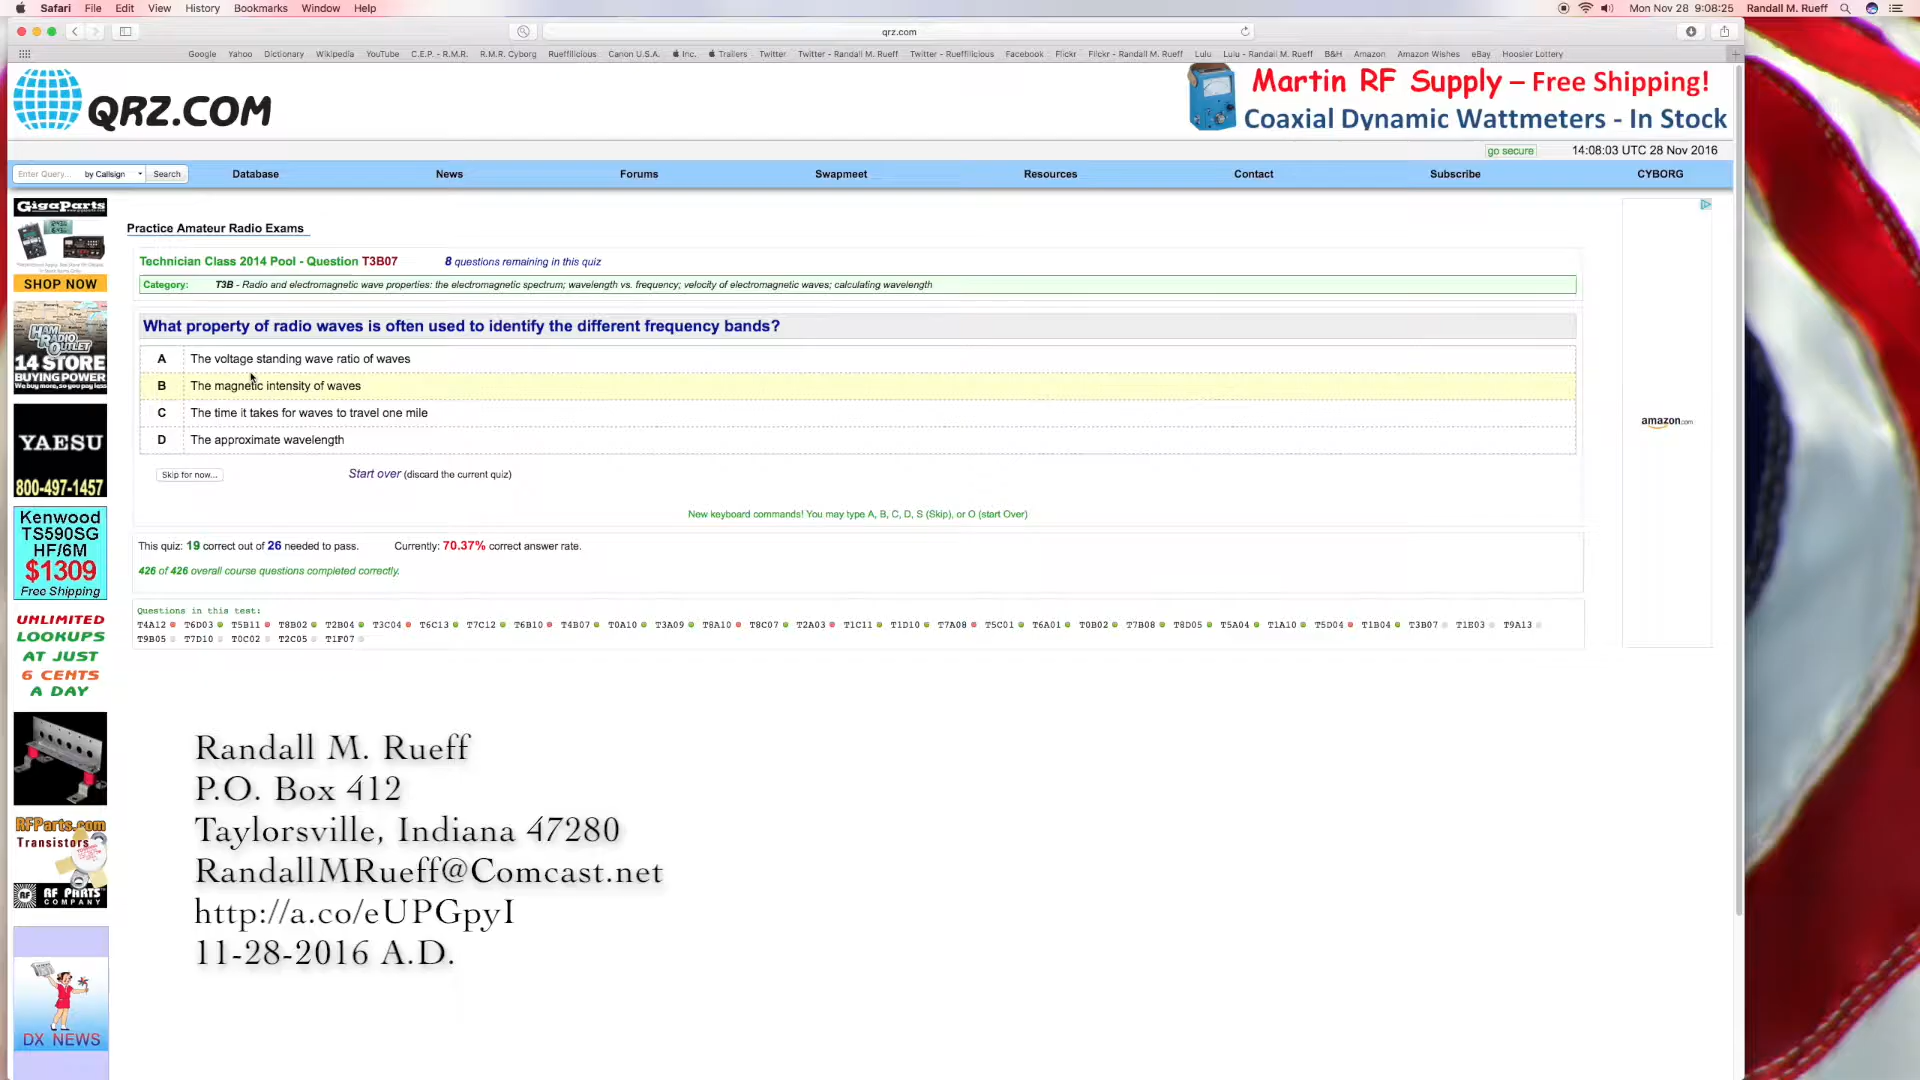 Safari File Edit View History Bookmarks Window Help
Mon Nov 28 9:08:25 Randall M. Rueff
qrz.com
Google Yahoo Dictionary Wikipedia YouTube C.E.P. - R.M.R. R.M.R. Cyborg Rueffilicious Canon U.S.A. Inc. Trailers Twitter Twitter - Randall M. Rueff Twitter - Rueffilicious Facebook Flickr Flickr - Randall M. Rueff Lulu Lulu - Randall M. Rueff B&H Amazon Amazon Wishes eBay Hoosier Lottery
QRZ.COM
Martin RF Supply – Free Shipping!
Coaxial Dynamic Wattmeters - In Stock
go secure 14:08:03 UTC 28 Nov 2016
Enter Query... by Callsign Search Database News Forums Swapmeet Resources Contact Subscribe CYBORG
GigaParts
SHOP NOW
HAM RADIO OUTLET
14 STORE
BUYING POWER
We buy more, so you pay less
YAESU
800-497-1457
Kenwood
TS590SG
HF/6M
$1309
Free Shipping
UNLIMITED
LOOKUPS
AT JUST
6 CENTS
A DAY
RFParts.com
Transistors
RF PARTS
COMPANY
DX NEWS
Practice Amateur Radio Exams
Technician Class 2014 Pool - Question T3B07 8 questions remaining in this quiz
Category: T3B - Radio and electromagnetic wave properties: the electromagnetic spectrum; wavelength vs. frequency; velocity of electromagnetic waves; calculating wavelength
What property of radio waves is often used to identify the different frequency bands?
A The voltage standing wave ratio of waves
B The magnetic intensity of waves
C The time it takes for waves to travel one mile
D The approximate wavelength
Skip for now... Start over (discard the current quiz)
New keyboard commands! You may type A, B, C, D, S (Skip), or O (start Over)
This quiz: 19 correct out of 26 needed to pass. Currently: 70.37% correct answer rate.
426 of 426 overall course questions completed correctly.
Questions in this test:
T4A12 T6D03 T5B11 T8B02 T2B04 T3C04 T6C13 T7C12 T6B10 T4B07 T0A10 T3A09 T8A10 T8C07 T2A03 T1C11 T1D10 T7A08 T5C01 T6A01 T0B02 T7B08 T8D05 T5A04 T1A10 T5D04 T1B04 T3B07 T1E03 T9A13
T9B05 T7D10 T0C02 T2C05 T1F07
amazon.com
Randall M. Rueff
P.O. Box 412
Taylorsville, Indiana 47280
RandallMRueff@Comcast.net
http://a.co/eUPGpyI
11-28-2016 A.D.